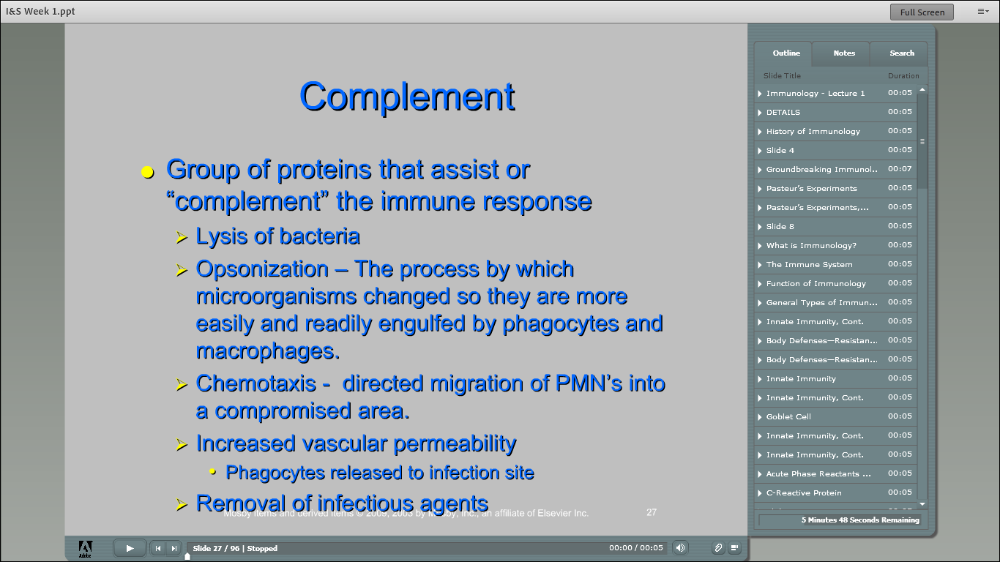 I&S Week 1.ppt
Full Screen
Complement
Group of proteins that assist or
“complement” the immune response
Lysis of bacteria
Opsonization – The process by which
microorganisms changed so they are more
easily and readily engulfed by phagocytes and
macrophages.
Chemotaxis -  directed migration of PMN’s into
a compromised area.
Increased vascular permeability
Phagocytes released to infection site
Removal of infectious agents
Mosby items and derived items © 2009, 2003 by Mosby, Inc., an affiliate of Elsevier Inc.
27
Outline Notes Search
Slide Title Duration
Immunology - Lecture 1 00:05
DETAILS 00:05
History of Immunology 00:05
Slide 4 00:05
Groundbreaking Immunol.. 00:07
Pasteur’s Experiments 00:05
Pasteur’s Experiments,... 00:05
Slide 8 00:05
What is Immunology? 00:05
The Immune System 00:05
Function of Immunology 00:05
General Types of Immun... 00:05
Innate Immunity, Cont. 00:05
Body Defenses—Resistan... 00:05
Body Defenses—Resistan... 00:05
Innate Immunity 00:05
Innate Immunity, Cont. 00:05
Goblet Cell 00:05
Innate Immunity, Cont. 00:05
Innate Immunity, Cont. 00:05
Acute Phase Reactants ... 00:05
C-Reactive Protein 00:05
5 Minutes 48 Seconds Remaining
Adobe
Slide 27 / 96 | Stopped
00:00 / 00:05